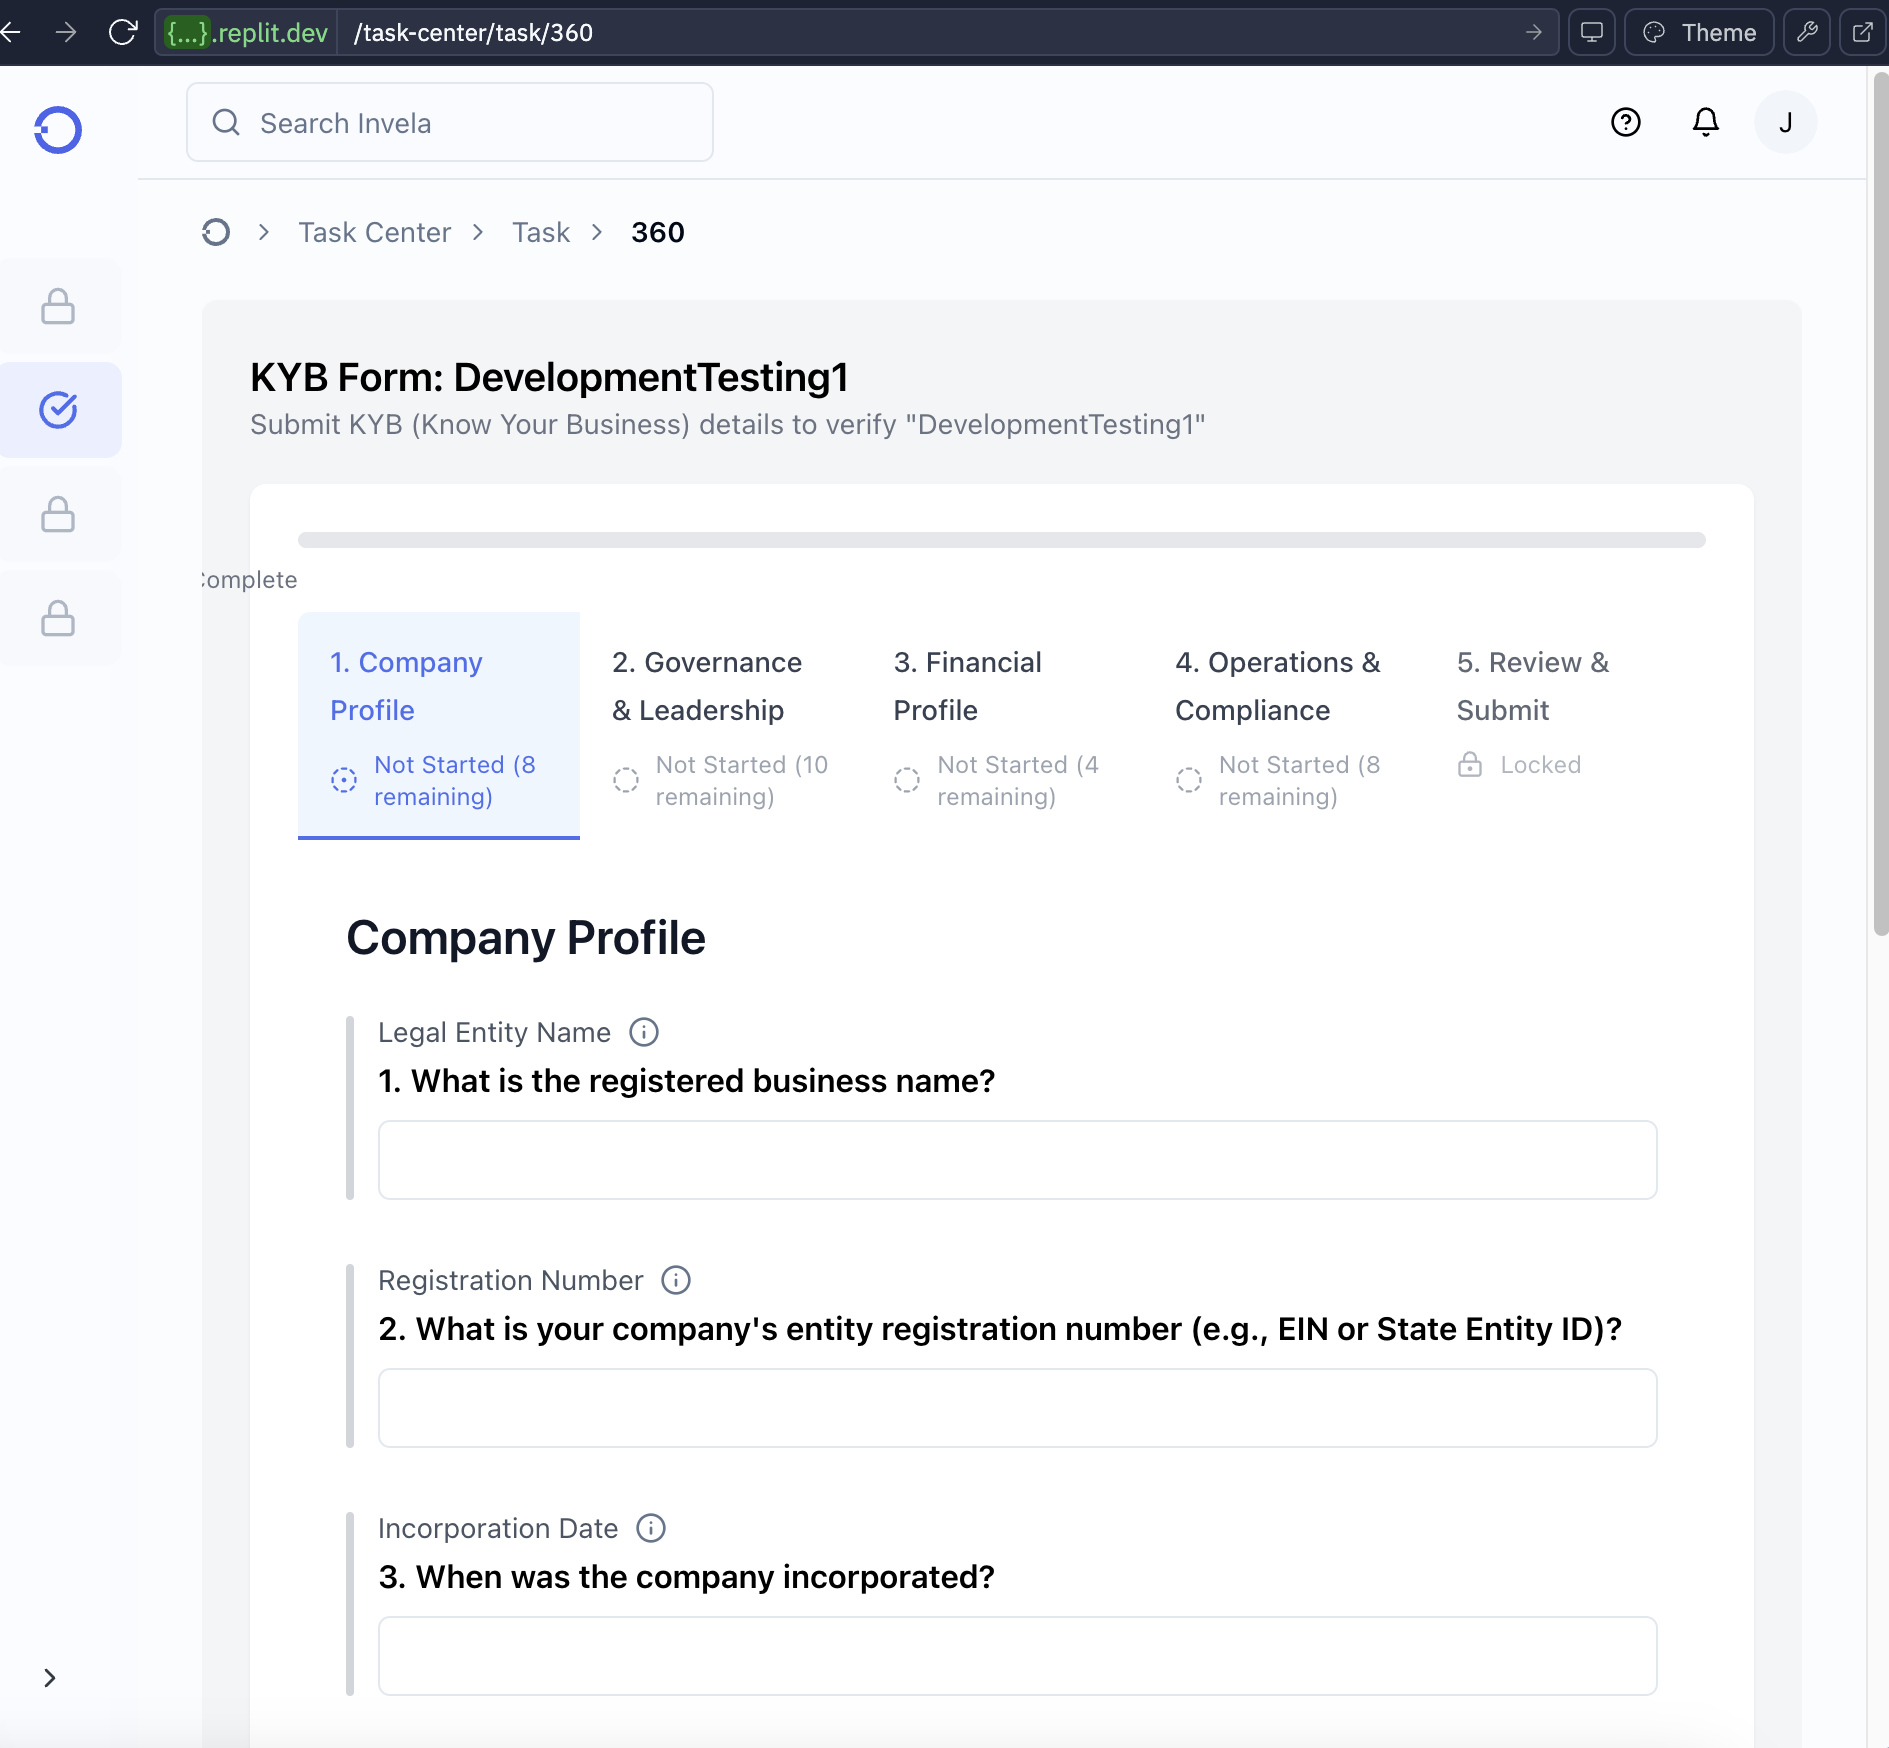 {...}.replit.dev /task-center/task/360 Theme
Search Invela J
Task Center Task 360
KYB Form: DevelopmentTesting1
Submit KYB (Know Your Business) details to verify "DevelopmentTesting1"
1. Company
Profile
Not Started (8
remaining)
2. Governance
& Leadership
Not Started (10
remaining)
3. Financial
Profile
Not Started (4
remaining)
4. Operations &
Compliance
Not Started (8
remaining)
5. Review &
Submit
Locked
Company Profile
Legal Entity Name
1. What is the registered business name?
Registration Number
2. What is your company's entity registration number (e.g., EIN or State Entity ID)?
Incorporation Date
3. When was the company incorporated?